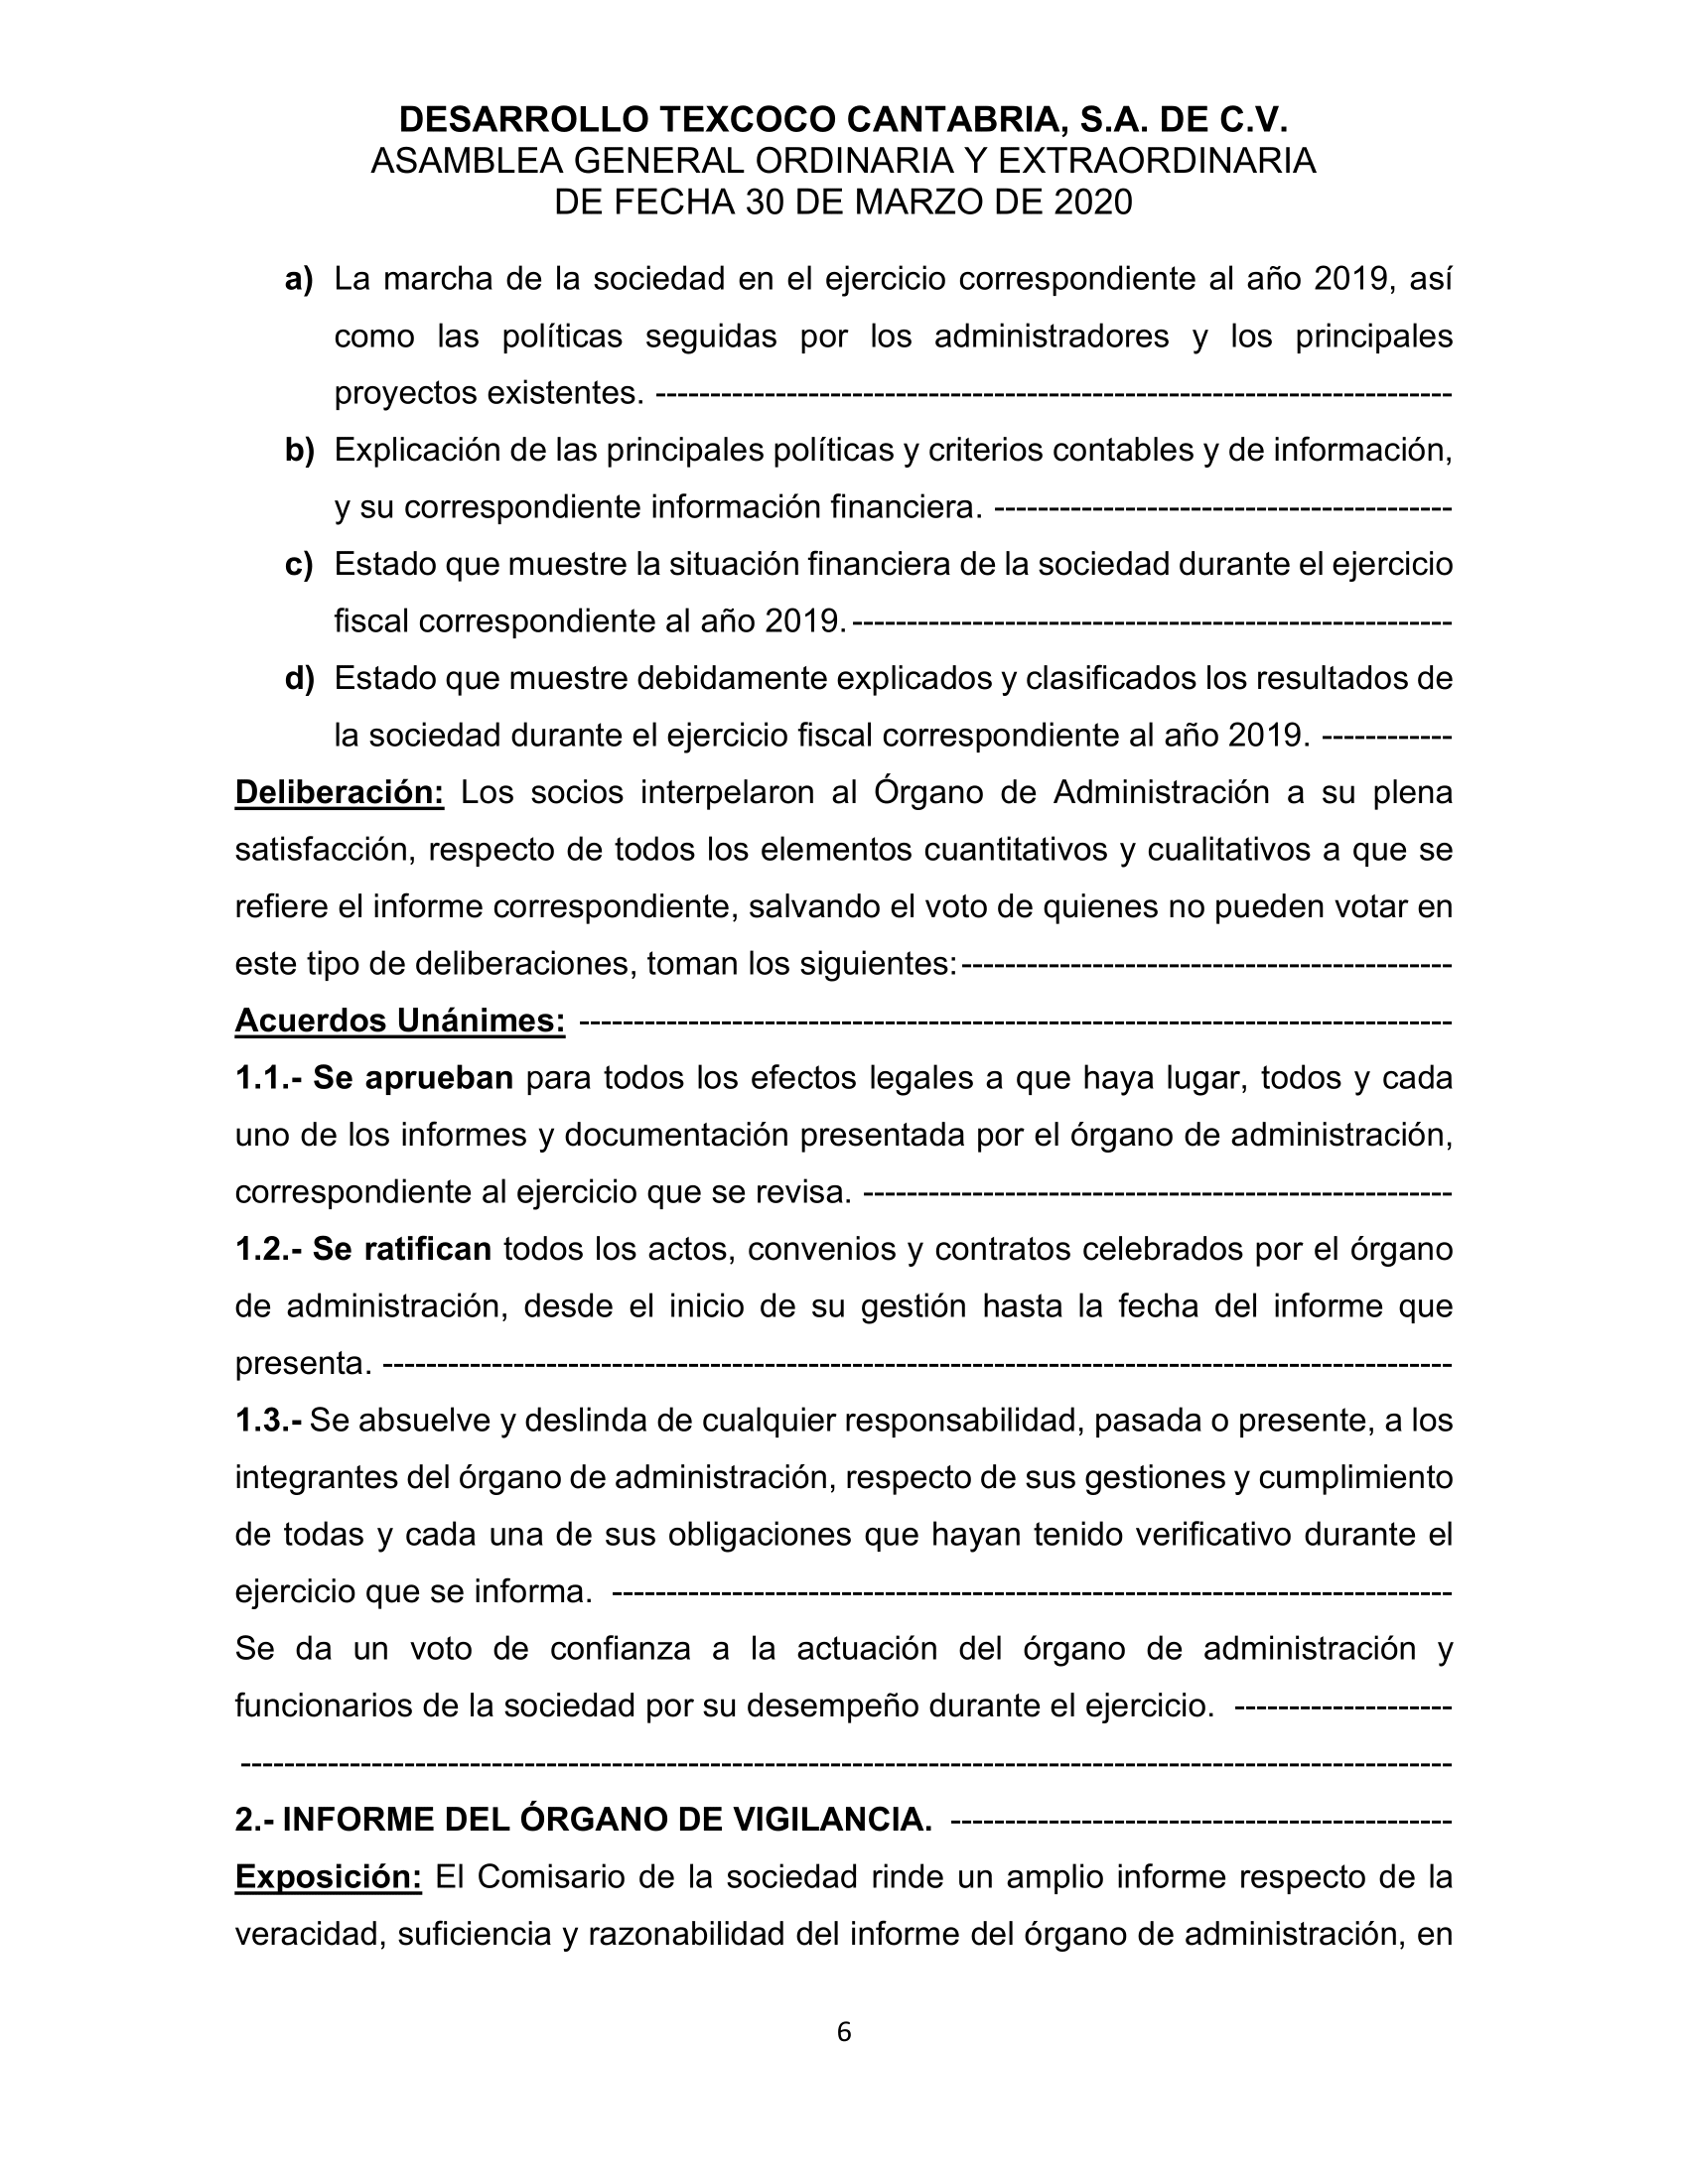 DESARROLLO TEXCOCO CANTABRIA, S.A. DE C.V.
ASAMBLEA GENERAL ORDINARIA Y EXTRAORDINARIA
DE FECHA 30 DE MARZO DE 2020
a) La marcha de la sociedad en el ejercicio correspondiente al año 2019, así
como las políticas seguidas por los administradores y los principales
proyectos existentes. -------------------------------------------------------------------------
b) Explicación de las principales políticas y criterios contables y de información,
y su correspondiente información financiera. ------------------------------------------
c) Estado que muestre la situación financiera de la sociedad durante el ejercicio
fiscal correspondiente al año 2019.-------------------------------------------------------
d) Estado que muestre debidamente explicados y clasificados los resultados de
la sociedad durante el ejercicio fiscal correspondiente al año 2019. ------------
Deliberación: Los socios interpelaron al Órgano de Administración a su plena
satisfacción, respecto de todos los elementos cuantitativos y cualitativos a que se
refiere el informe correspondiente, salvando el voto de quienes no pueden votar en
este tipo de deliberaciones, toman los siguientes:---------------------------------------------
Acuerdos Unánimes: --------------------------------------------------------------------------------
1.1.- Se aprueban para todos los efectos legales a que haya lugar, todos y cada
uno de los informes y documentación presentada por el órgano de administración,
correspondiente al ejercicio que se revisa. ------------------------------------------------------
1.2.- Se ratifican todos los actos, convenios y contratos celebrados por el órgano
de administración, desde el inicio de su gestión hasta la fecha del informe que
presenta. --------------------------------------------------------------------------------------------------
1.3.- Se absuelve y deslinda de cualquier responsabilidad, pasada o presente, a los
integrantes del órgano de administración, respecto de sus gestiones y cumplimiento
de todas y cada una de sus obligaciones que hayan tenido verificativo durante el
ejercicio que se informa. -----------------------------------------------------------------------------
Se da un voto de confianza a la actuación del órgano de administración y
funcionarios de la sociedad por su desempeño durante el ejercicio. --------------------
---------------------------------------------------------------------------------------------------------------
2.- INFORME DEL ÓRGANO DE VIGILANCIA. ----------------------------------------------
Exposición: El Comisario de la sociedad rinde un amplio informe respecto de la
veracidad, suficiencia y razonabilidad del informe del órgano de administración, en
6